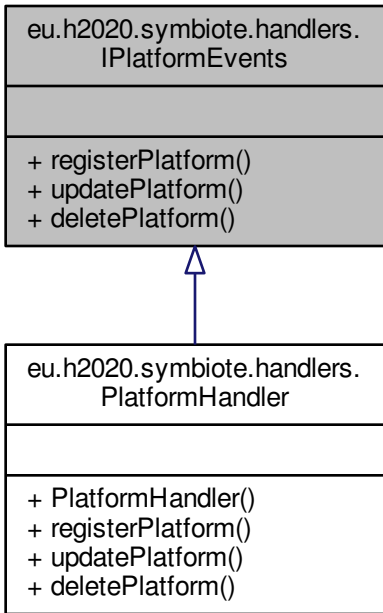 eu.h2020.symbiote.handlers.
IPlatformEvents
+ registerPlatform()
+ updatePlatform()
+ deletePlatform()
eu.h2020.symbiote.handlers.
PlatformHandler
+ PlatformHandler()
+ registerPlatform()
+ updatePlatform()
+ deletePlatform()